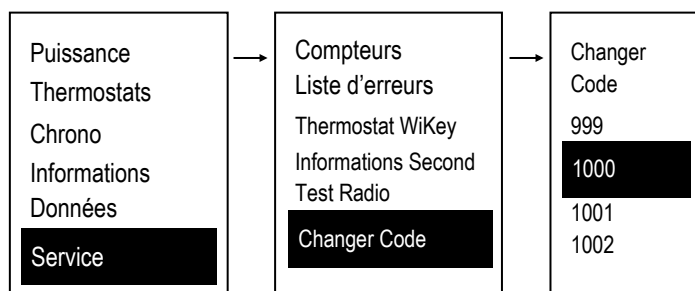 Puissance
Thermostats
Chrono
Informations
Données
Service
Compteurs
Liste d'erreurs
Thermostat WiKey
Informations Second
Test Radio
Changer Code
Changer
Code
999
1000
1001
1002